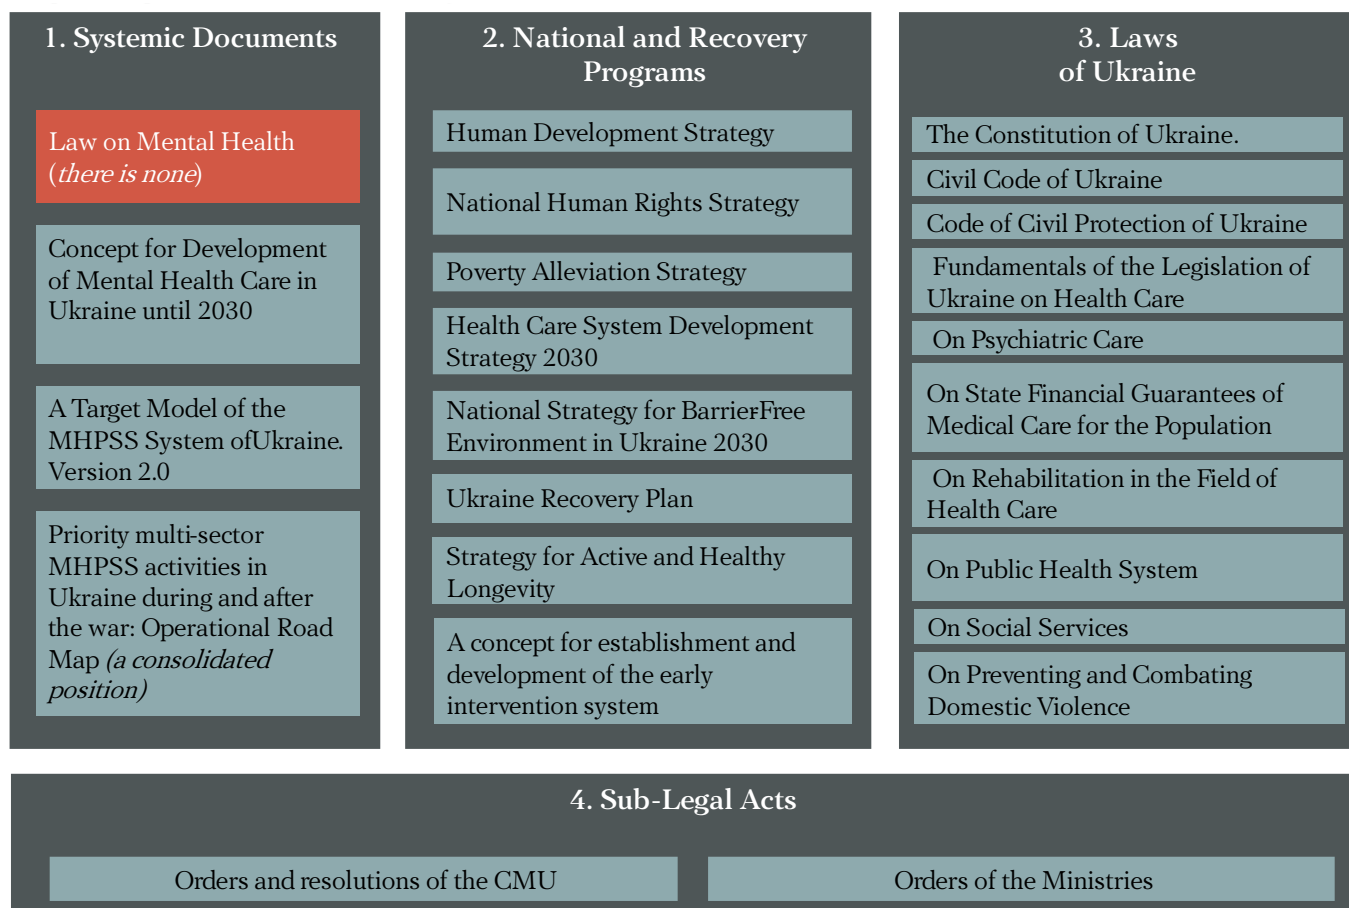 1. Systemic Documents
Law on Mental Health
(there is none)
Concept for Development
of Mental Health Care in
Ukraine until 2030
A Target Model of the
MHPSS System ofUkraine.
Version 2.0
Priority multi-sector
MHPSS activities in
Ukraine during and after
the war: Operational Road
Map (a consolidated
position)
2. National and Recovery
Programs
Human Development Strategy
National Human Rights Strategy
Poverty Alleviation Strategy
Health Care System Development
Strategy 2030
National Strategy for Barrier-Free
Environment in Ukraine 2030
Ukraine Recovery Plan
Strategy for Active and Healthy
Longevity
A concept for establishment and
development of the early
intervention system
3. Laws
of Ukraine
The Constitution of Ukraine.
Civil Code of Ukraine
Code of Civil Protection of Ukraine
Fundamentals of the Legislation of
Ukraine on Health Care
On Psychiatric Care
On State Financial Guarantees of
Medical Care for the Population
On Rehabilitation in the Field of
Health Care
On Public Health System
On Social Services
On Preventing and Combating
Domestic Violence
4. Sub-Legal Acts
Orders and resolutions of the CMU
Orders of the Ministries